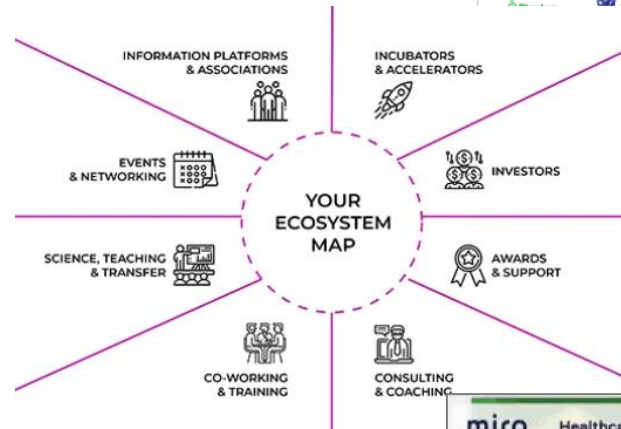 INFORMATION PLATFORMS
& ASSOCIATIONS
INCUBATORS
& ACCELERATORS
EVENTS
& NETWORKING
INVESTORS
YOUR
ECOSYSTEM
MAP
SCIENCE, TEACHING
& TRANSFER
AWARDS
& SUPPORT
CO-WORKING
& TRAINING
CONSULTING
& COACHING
miro